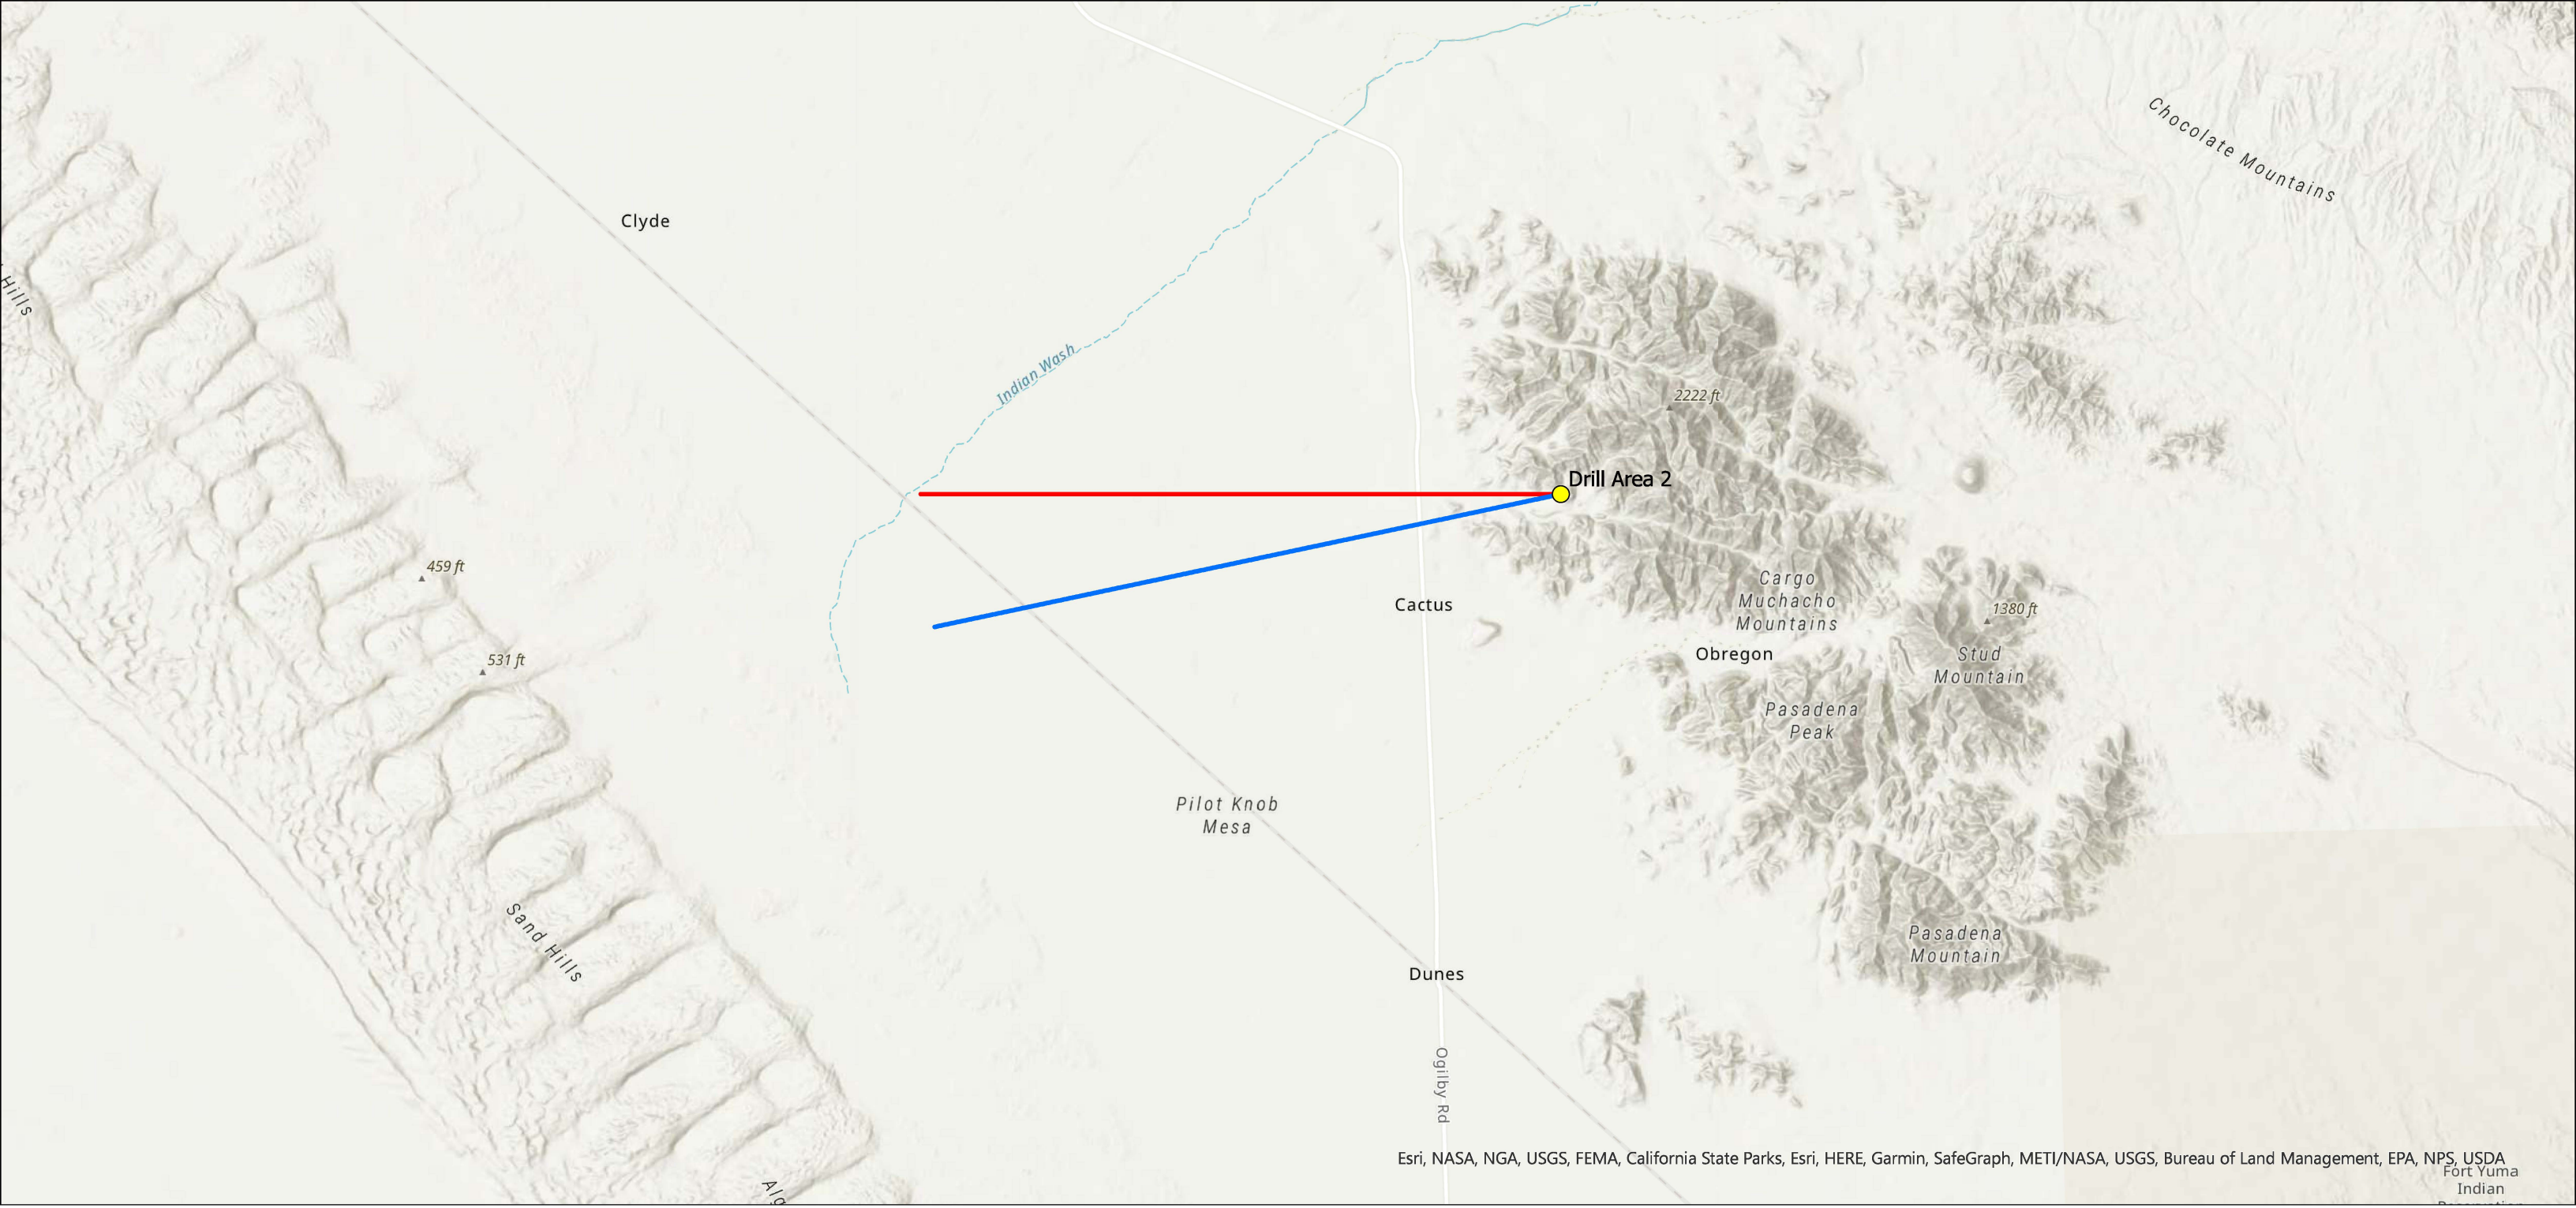 Chocolate Mountains
Clyde
Hills
Indian Wash
2222 ft
Drill Area 2
459 ft
Cargo
Muchacho
Mountains
Cactus
1380 ft
531 ft
Obregon
Stud
Mountain
Pasadena
Peak
Pilot Knob
Mesa
Sand Hills
Pasadena
Mountain
Dunes
Ogilby Rd
Esri, NASA, NGA, USGS, FEMA, California State Parks, Esri, HERE, Garmin, SafeGraph, METI/NASA, USGS, Bureau of Land Management, EPA, NPS, USDA
Fort Yuma
Indian